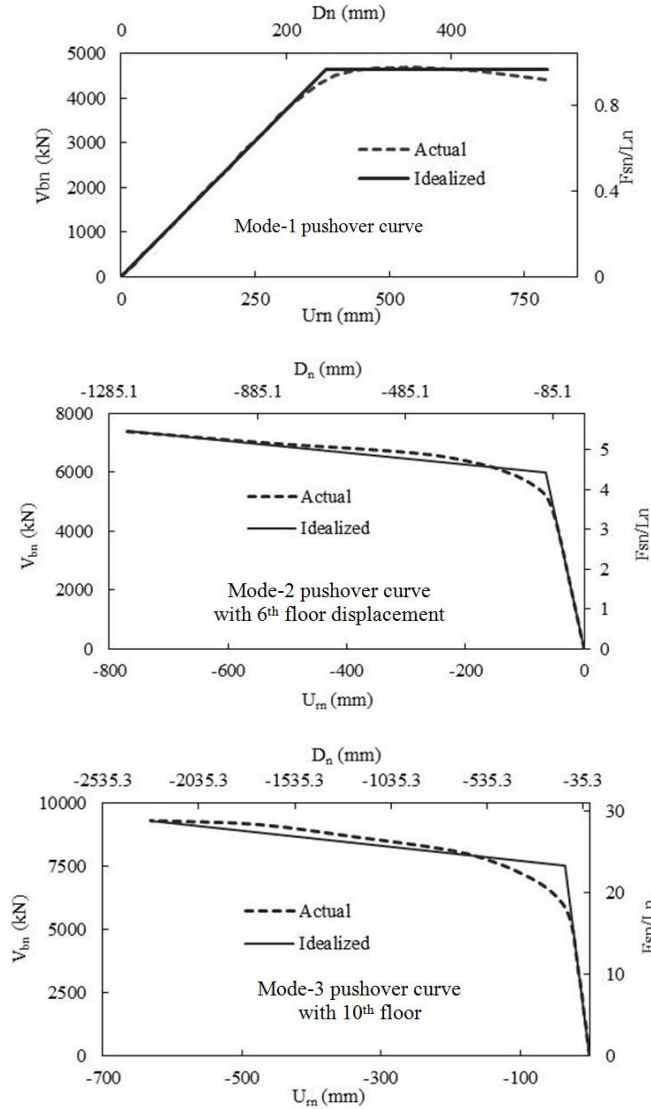 Dn (mm)
0 200 400
5000
4000
3000
2000
1000
0
Vbn (kN)
0.8
0.4
0
Fsn/Ln
Actual
Idealized
Mode-1 pushover curve
0 250 500 750
Urn (mm)
Dn (mm)
-1285.1 -885.1 -485.1 -85.1
8000
6000
4000
2000
0
Vbn (kN)
5
4
3
2
1
0
Fsn/Ln
Actual
Idealized
Mode-2 pushover curve
with 6th floor displacement
-800 -600 -400 -200 0
Urn (mm)
Dn (mm)
-2535.3 -2035.3 -1535.3 -1035.3 -535.3 -35.3
10000
7500
5000
2500
0
Vbn (kN)
30
20
10
0
Fsn/Ln
Actual
Idealized
Mode-3 pushover curve
with 10th floor
-700 -500 -300 -100
Urn (mm)